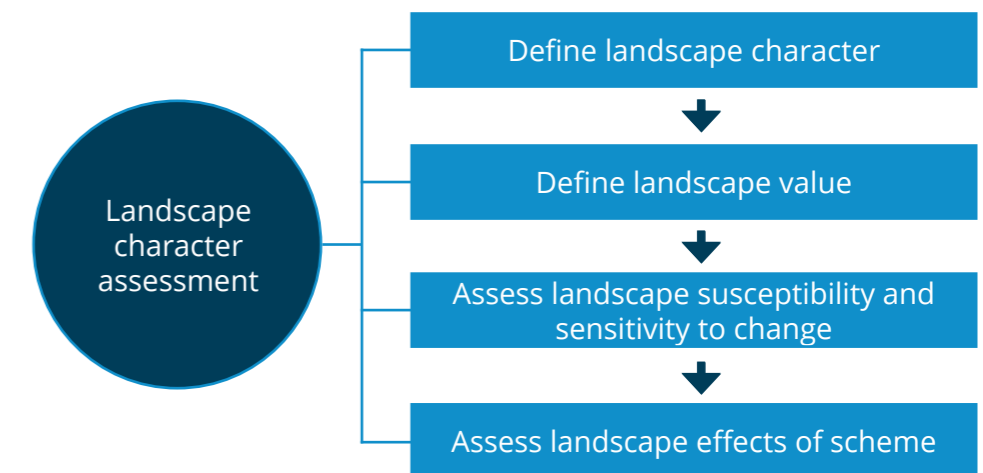 Landscape
character
assessment
Define landscape character
Define landscape value
Assess landscape susceptibility and
sensitivity to change
Assess landscape effects of scheme